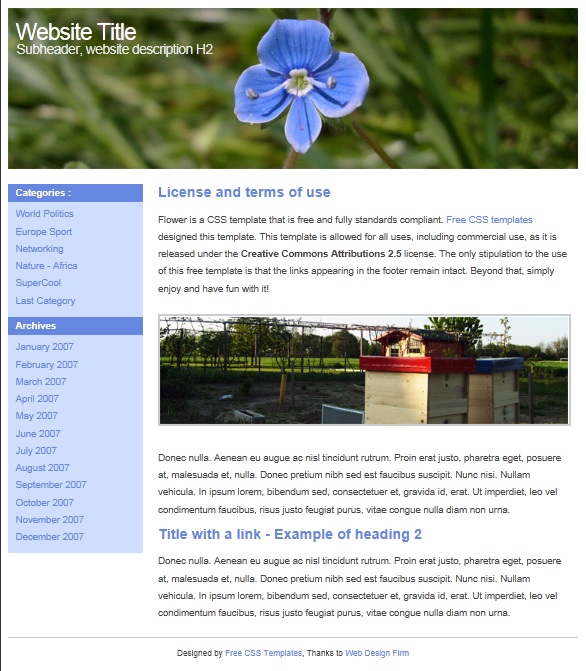 Website Title
Subheader, website description H2
Categories :
World Politics
Europe Sport
Networking
Nature - Africa
SuperCool
Last Category
Archives
January 2007
February 2007
March 2007
April 2007
May 2007
June 2007
July 2007
August 2007
September 2007
October 2007
November 2007
December 2007
License and terms of use
Flower is a CSS template that is free and fully standards compliant. Free CSS templates
designed this template. This template is allowed for all uses, including commercial use, as it is
released under the Creative Commons Attributions 2.5 license. The only stipulation to the use
of this free template is that the links appearing in the footer remain intact. Beyond that, simply
enjoy and have fun with it!
Donec nulla. Aenean eu augue ac nisl tincidunt rutrum. Proin erat justo, pharetra eget, posuere
at, malesuada et, nulla. Donec pretium nibh sed est faucibus suscipit. Nunc nisi. Nullam
vehicula. In ipsum lorem, bibendum sed, consectetuer et, gravida id, erat. Ut imperdiet, leo vel
condimentum faucibus, risus justo feugiat purus, vitae congue nulla diam non urna.
Title with a link - Example of heading 2
Donec nulla. Aenean eu augue ac nisl tincidunt rutrum. Proin erat justo, pharetra eget, posuere
at, malesuada et, nulla. Donec pretium nibh sed est faucibus suscipit. Nunc nisi. Nullam
vehicula. In ipsum lorem, bibendum sed, consectetuer et, gravida id, erat. Ut imperdiet, leo vel
condimentum faucibus, risus justo feugiat purus, vitae congue nulla diam non urna.
Designed by Free CSS Templates, Thanks to Web Design Firm